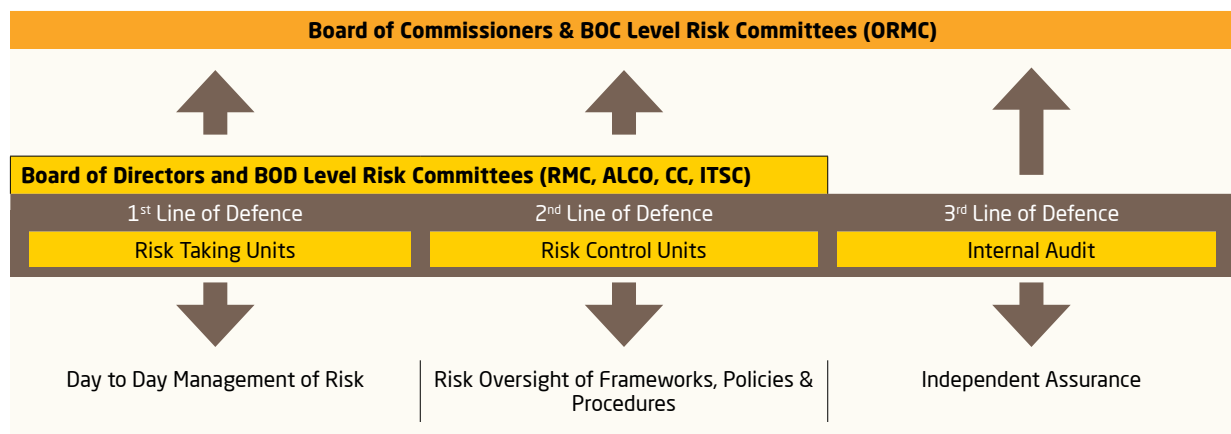 Board of Commissioners & BOC Level Risk Committees (ORMC)
Board of Directors and BOD Level Risk Committees (RMC, ALCO, CC, ITSC)
1st Line of Defence
2nd Line of Defence
3rd Line of Defence
Risk Taking Units
Risk Control Units
Internal Audit
Day to Day Management of Risk
Risk Oversight of Frameworks, Policies &
Procedures
Independent Assurance